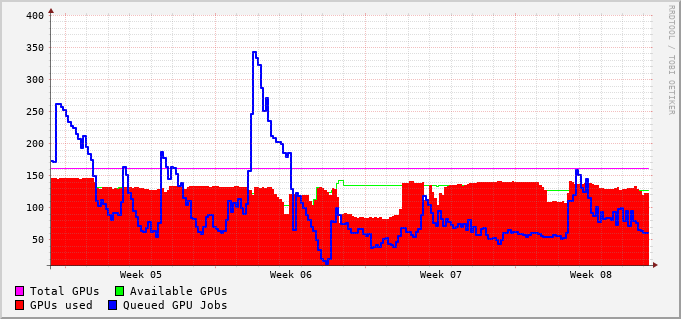 400
350
300
250
200
150
100
50
Week 05 Week 06 Week 07 Week 08
Total GPUs Available GPUs
GPUs used Queued GPU Jobs
RRDTOOL / TOBI OETIKER